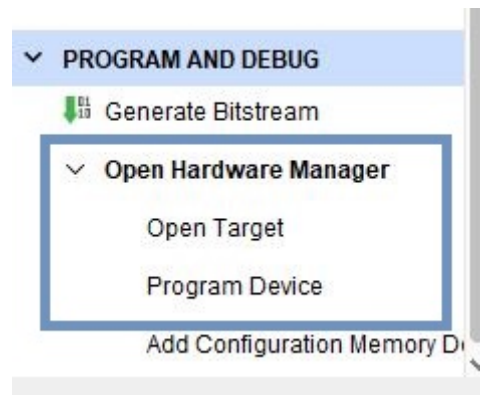 PROGRAM AND DEBUG
Generate Bitstream
Open Hardware Manager
Open Target
Program Device
Add Configuration Memory